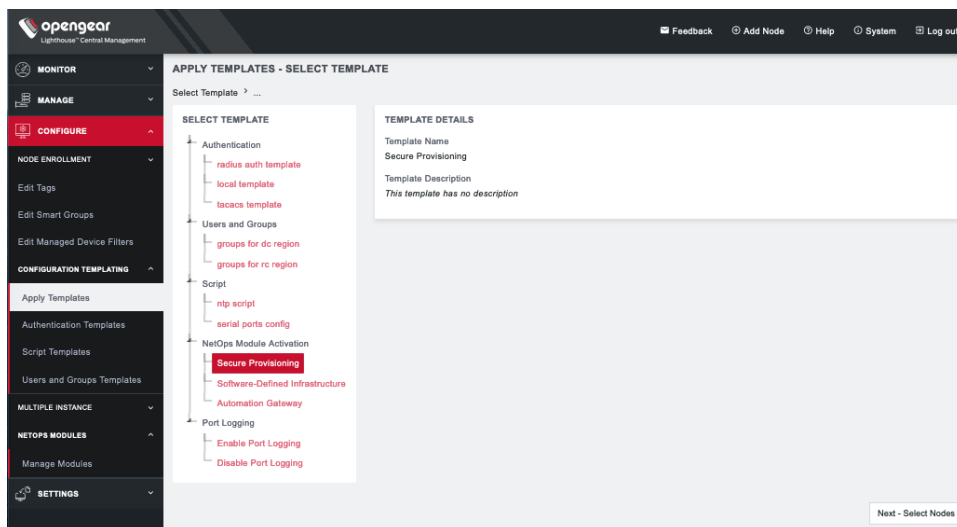 opengear
Lighthouse™ Central Management
Feedback
Add Node
Help
System
Log out
MONITOR
MANAGE
CONFIGURE
NODE ENROLLMENT
Edit Tags
Edit Smart Groups
Edit Managed Device Filters
CONFIGURATION TEMPLATING
Apply Templates
Authentication Templates
Script Templates
Users and Groups Templates
MULTIPLE INSTANCE
NETOPS MODULES
Manage Modules
SETTINGS
APPLY TEMPLATES - SELECT TEMPLATE
Select Template > ...
SELECT TEMPLATE
Authentication
radius auth template
local template
tacacs template
Users and Groups
groups for dc region
groups for rc region
Script
ntp script
serial ports config
NetOps Module Activation
Secure Provisioning
Software-Defined Infrastructure
Automation Gateway
Port Logging
Enable Port Logging
Disable Port Logging
TEMPLATE DETAILS
Template Name
Secure Provisioning
Template Description
This template has no description
Next - Select Nodes